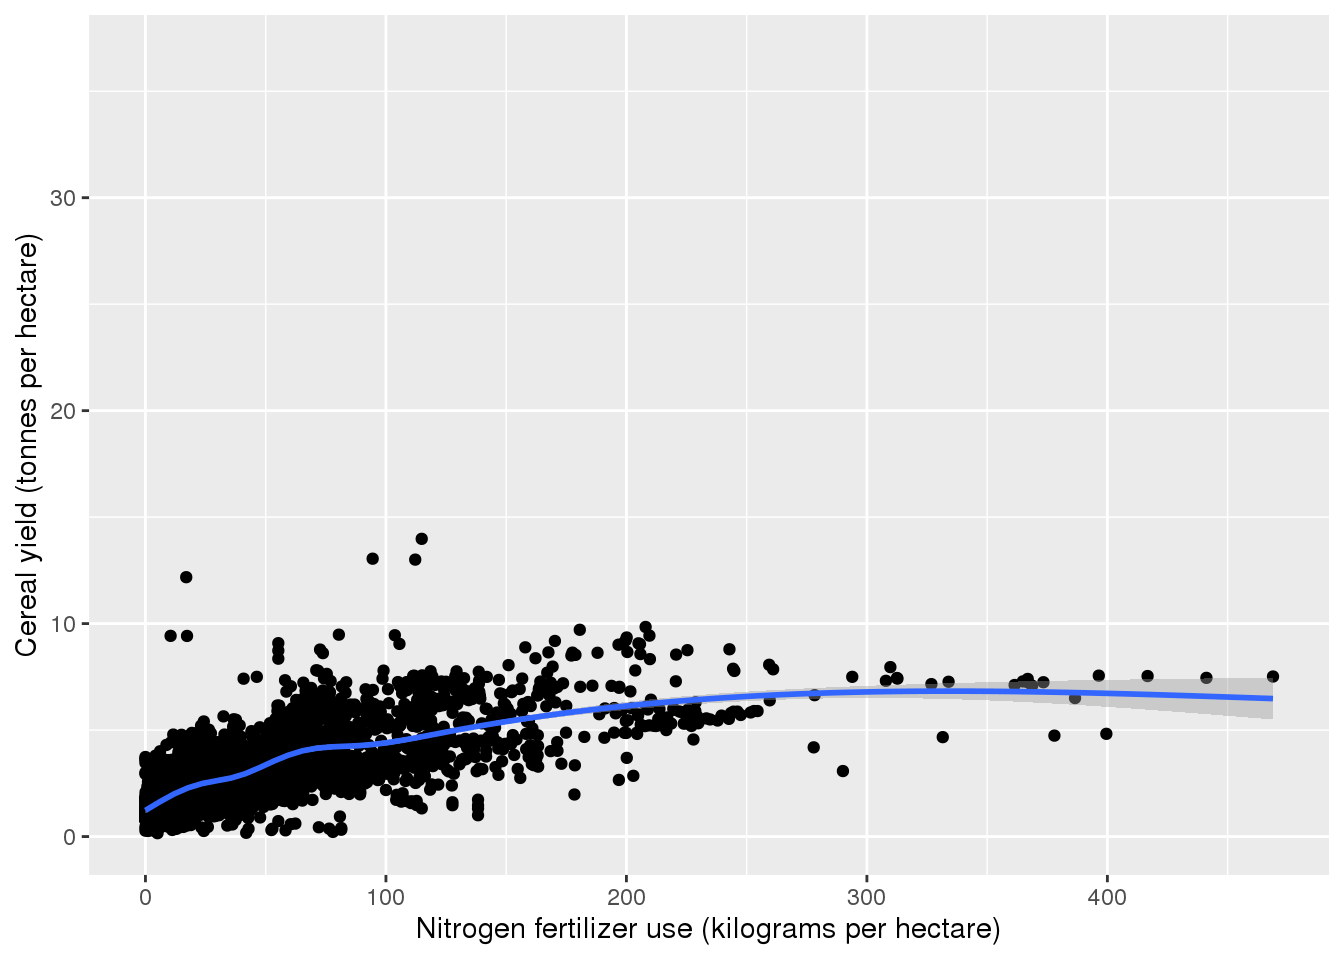 30
20
10
0
Cereal yield (tonnes per hectare)
0 100 200 300 400
Nitrogen fertilizer use (kilograms per hectare)